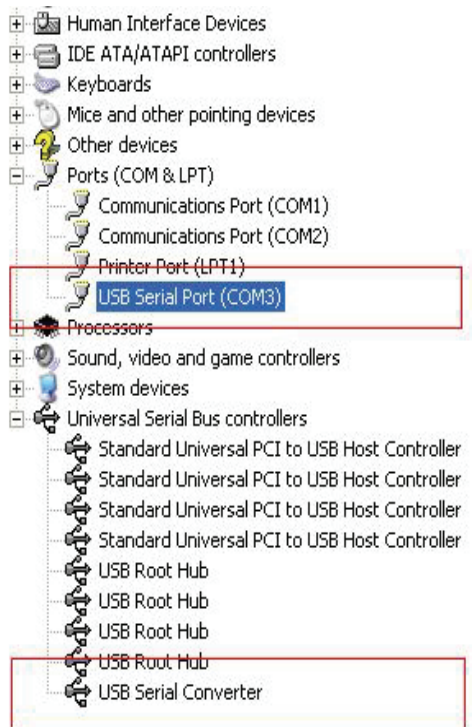 Human Interface Devices
IDE ATA/ATAPI controllers
Keyboards
Mice and other pointing devices
Other devices
Ports (COM & LPT)
Communications Port (COM1)
Communications Port (COM2)
Printer Port (LPT1)
USB Serial Port (COM3)
Processors
Sound, video and game controllers
System devices
Universal Serial Bus controllers
Standard Universal PCI to USB Host Controller
Standard Universal PCI to USB Host Controller
Standard Universal PCI to USB Host Controller
Standard Universal PCI to USB Host Controller
USB Root Hub
USB Root Hub
USB Root Hub
USB Root Hub
USB Serial Converter